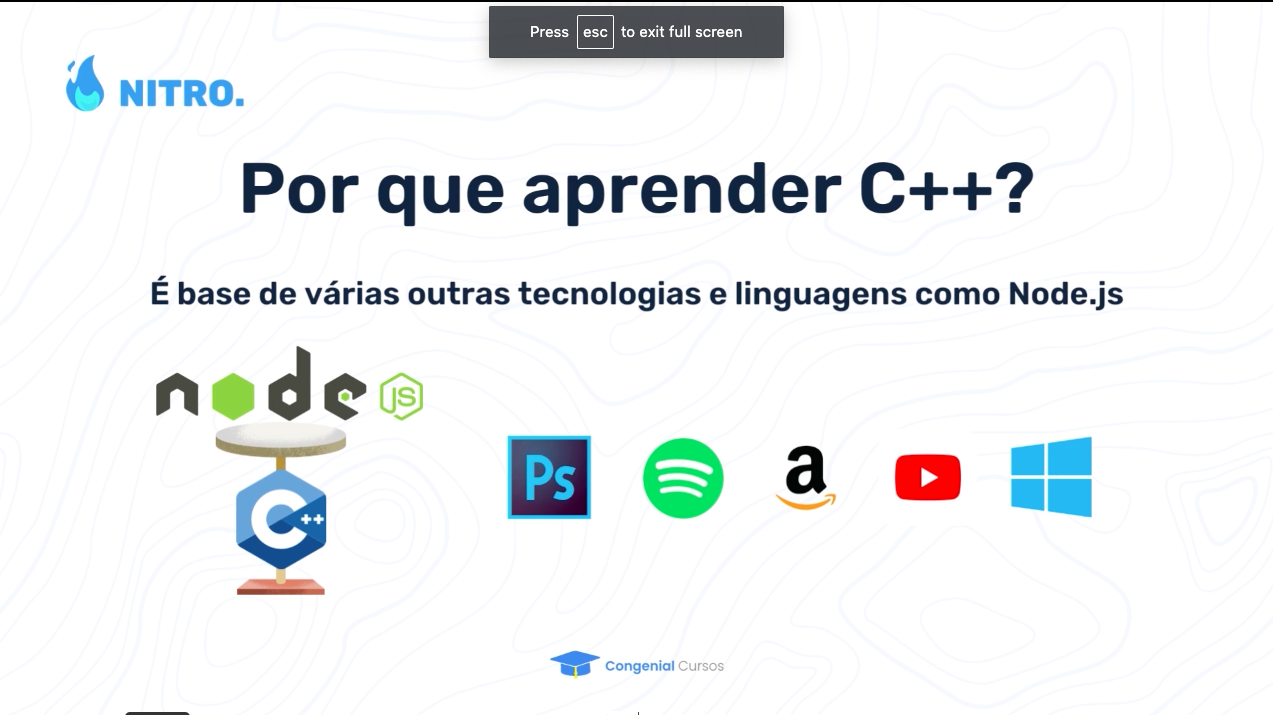 Press esc to exit full screen
NITRO.
Por que aprender C++?
É base de várias outras tecnologias e linguagens como Node.js
node JS
Ps
a
C++
Congenial Cursos